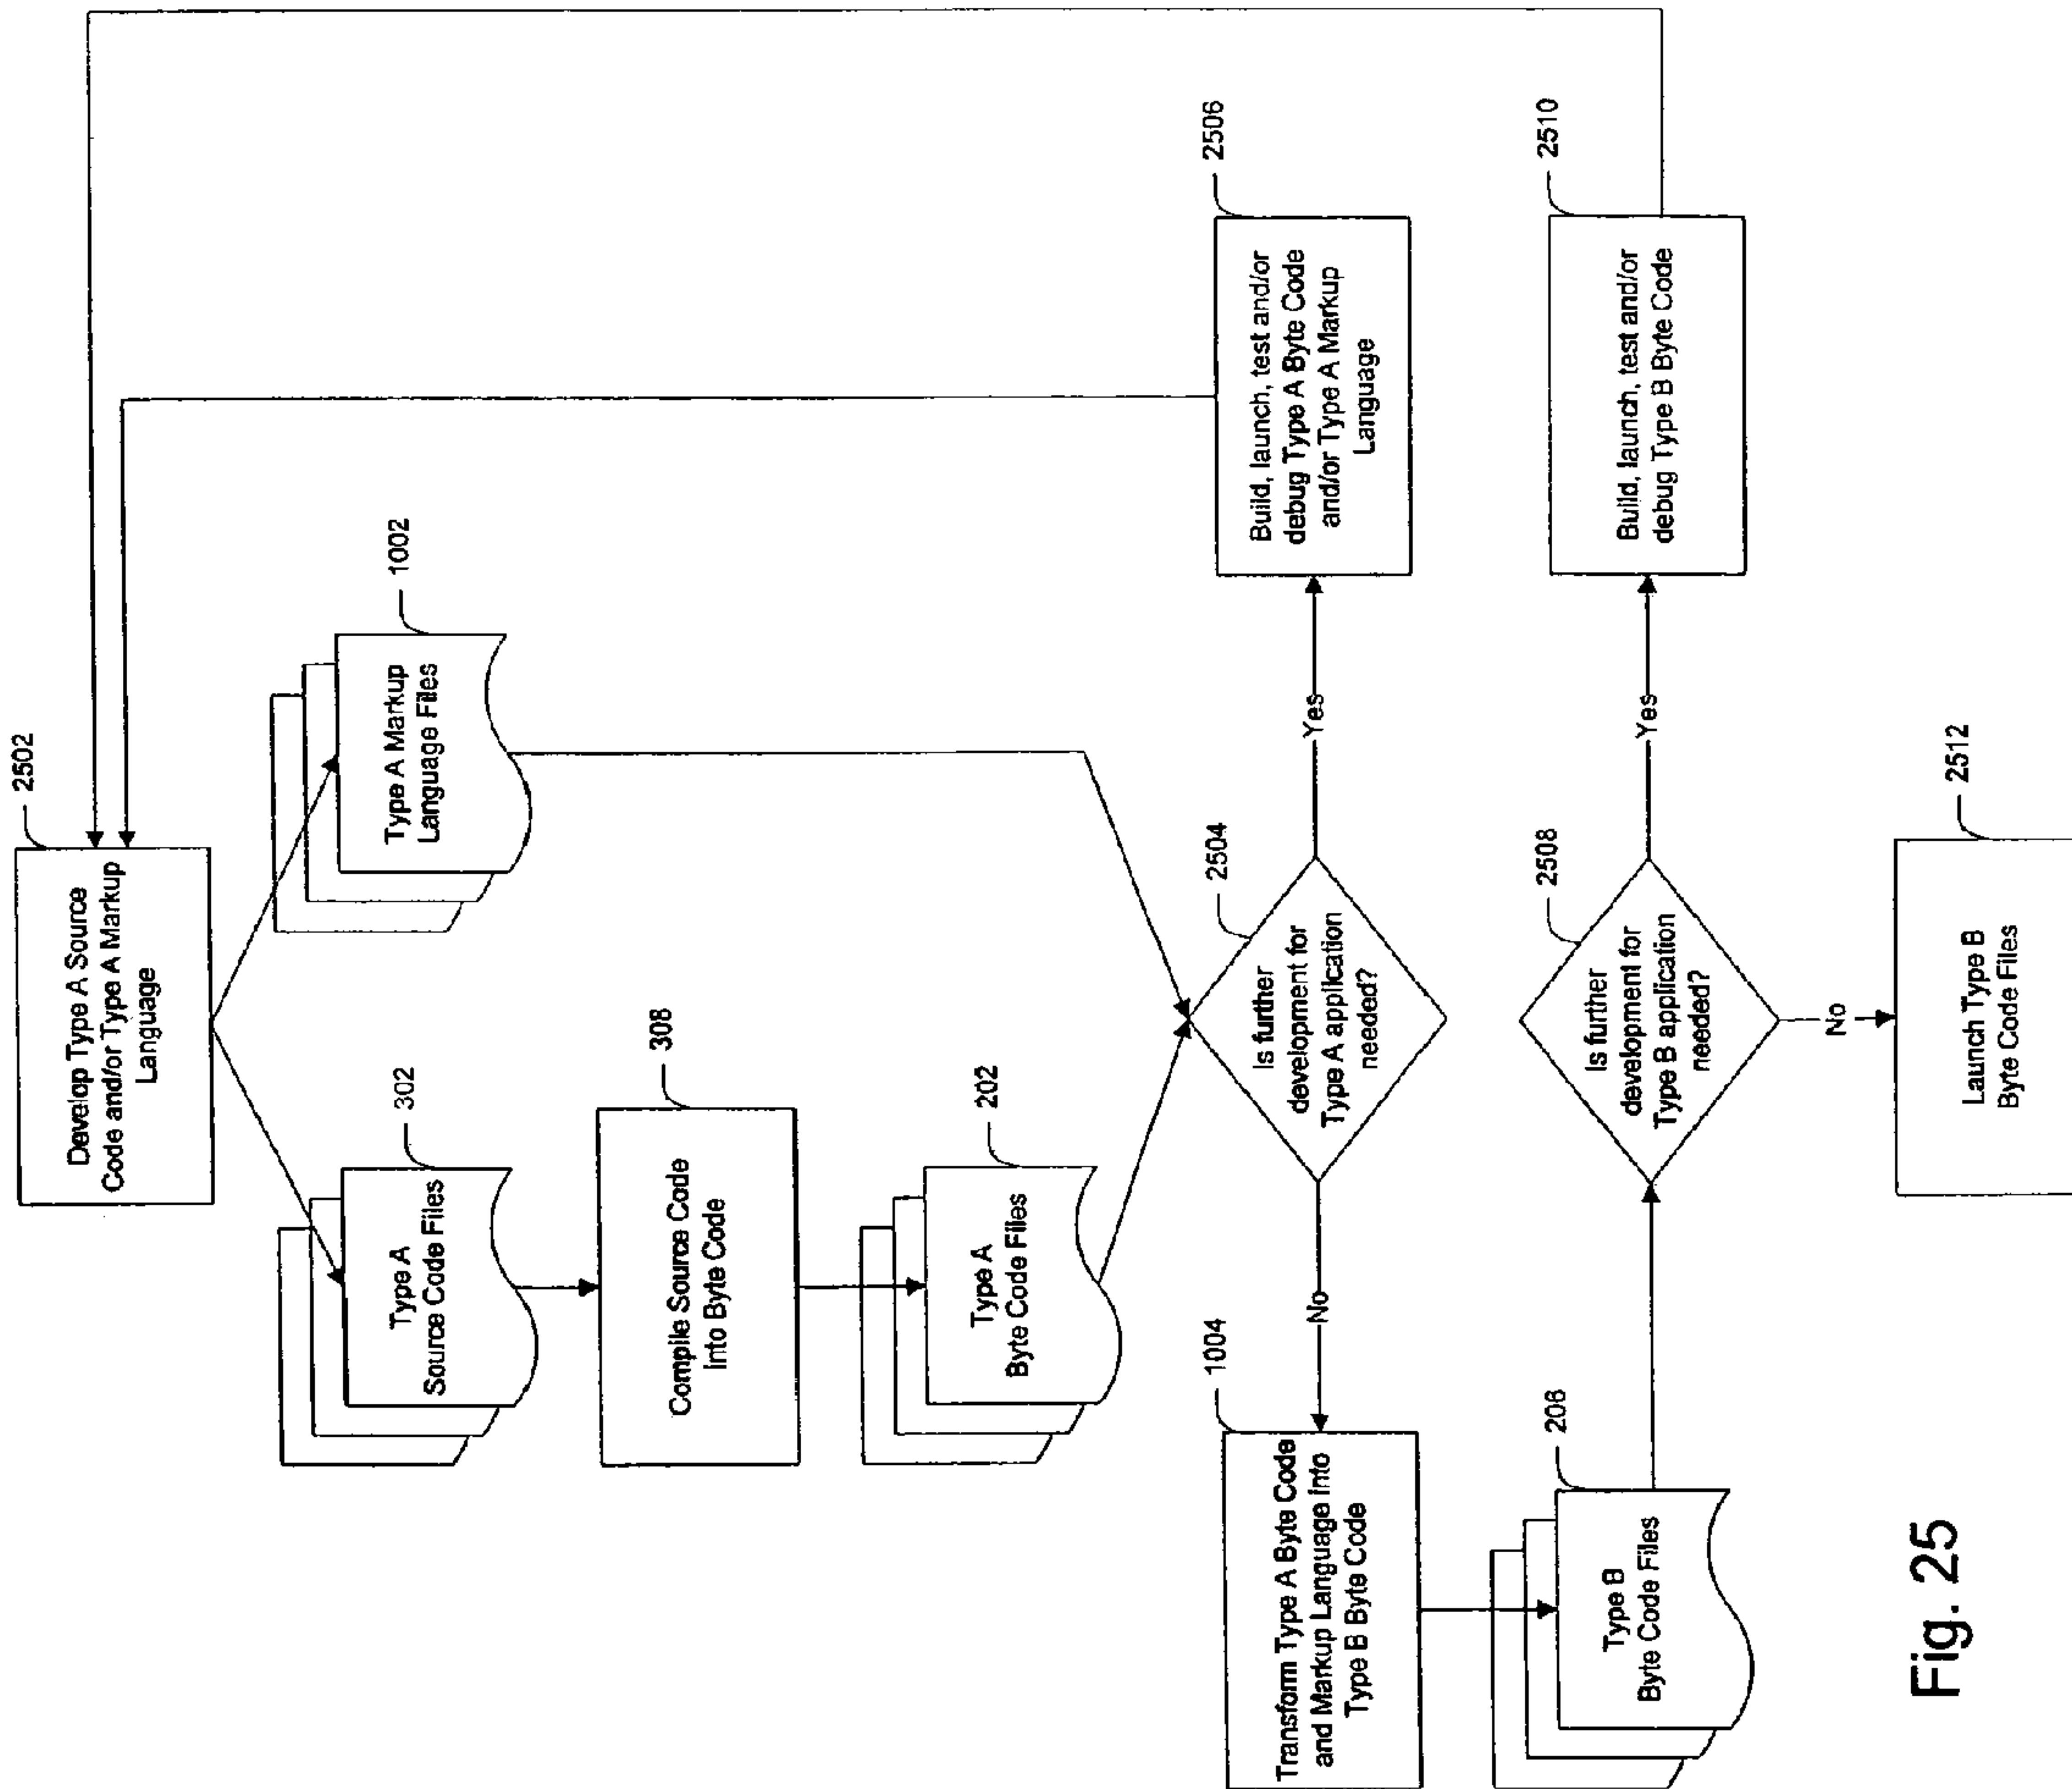 2502
Develop Type A Source
Code and/or Type A Markup
Language
302
Type A
Source Code Files
1002
Type A Markup
Language Files
308
Compile Source Code
Into Byte Code
202
Type A
Byte Code Files
2504
Is further
development for
Type A application
needed?
Yes
No
2506
Build, launch, test and/or
debug Type A Byte Code
and/or Type A Markup
Language
1004
Transform Type A Byte Code
and Markup Language into
Type B Byte Code
206
Type B
Byte Code Files
2508
Is further
development for
Type B application
needed?
Yes
No
2510
Build, launch, test and/or
debug Type B Byte Code
2512
Launch Type B
Byte Code Files
Fig. 25